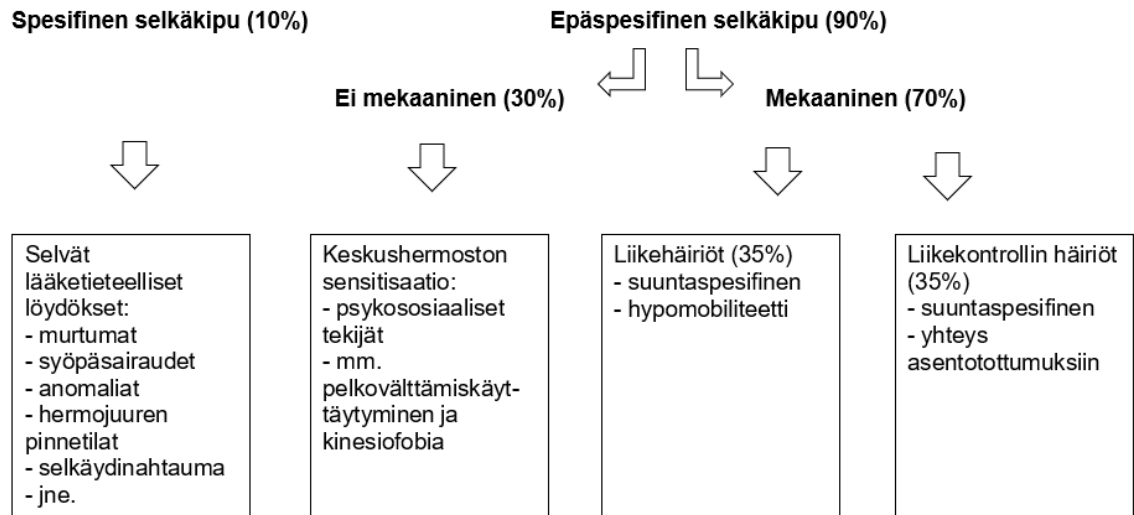 Spesifinen selkäkipu (10%)
Epäspesifinen selkäkipu (90%)
Ei mekaaninen (30%)
Mekaaninen (70%)
Selvät
lääketieteelliset
löydökset:
- murtumat
- syöpäsairaudet
- anomaliat
- hermojuuren
pinnetilat
- selkäydinahtauma
- jne.
Keskushermoston
sensitisaatio:
- psykososiaaliset
tekijät
- mm.
pelkovälttämiskäyt-
täytyminen ja
kinesiofobia
Liikehäiriöt (35%)
- suuntaspesifinen
- hypomobiliteetti
Liikekontrollin häiriöt
(35%)
- suuntaspesifinen
- yhteys
asentotottumuksiin